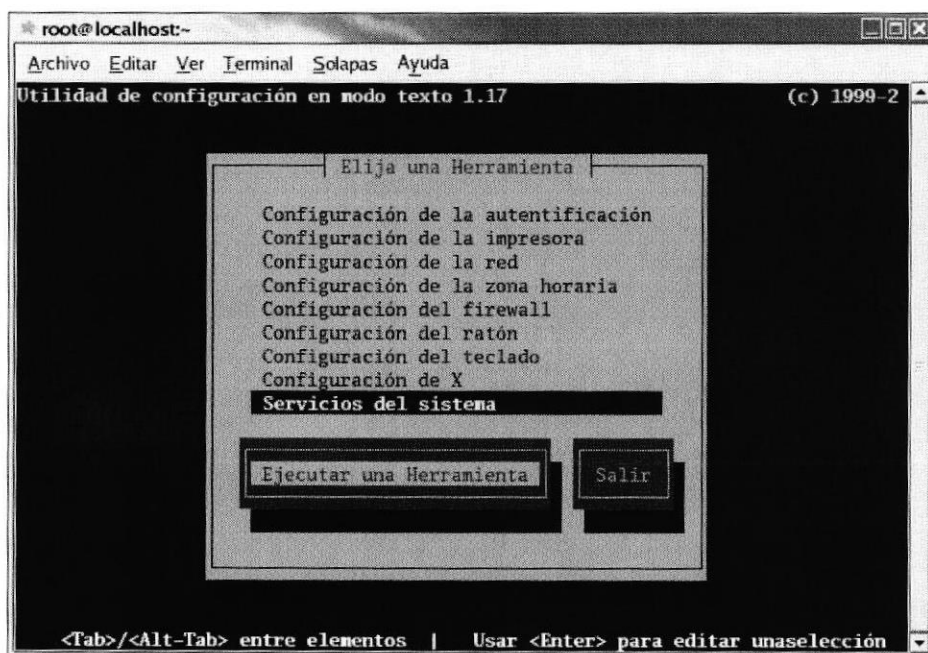 root@localhost:~
Archivo Editar Ver Terminal Solapas Ayuda
Utilidad de configuración en modo texto 1.17 (c) 1999-2
Elija una Herramienta
Configuración de la autentificación
Configuración de la impresora
Configuración de la red
Configuración de la zona horaria
Configuración del firewall
Configuración del ratón
Configuración del teclado
Configuración de X
Servicios del sistema
Ejecutar una Herramienta Salir
<Tab>/<Alt-Tab> entre elementos | Usar <Enter> para editar unaselección